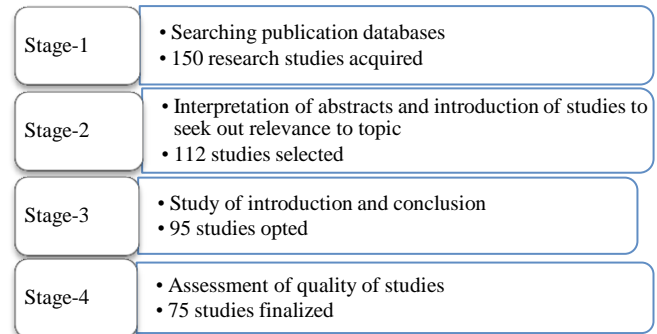 Stage-1
• Searching publication databases
• 150 research studies acquired
Stage-2
• Interpretation of abstracts and introduction of studies to
seek out relevance to topic
• 112 studies selected
Stage-3
• Study of introduction and conclusion
• 95 studies opted
Stage-4
• Assessment of quality of studies
• 75 studies finalized